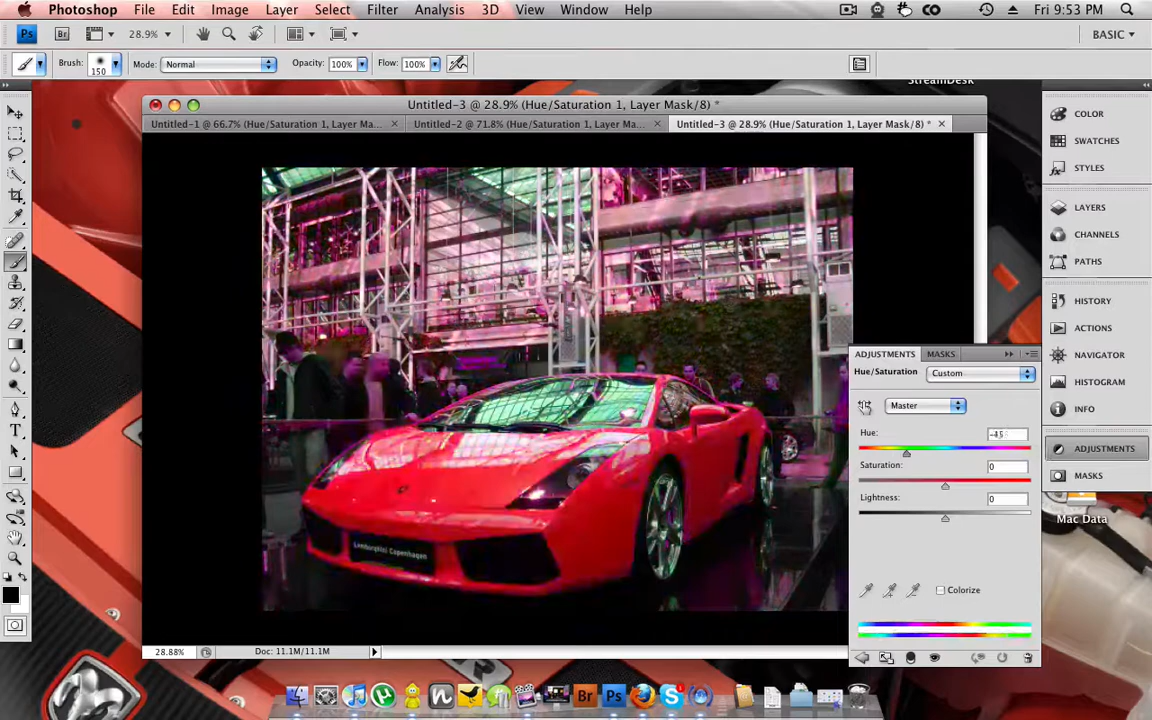 Photoshop File Edit Image Layer Select Filter Analysis 3D View Window Help Fri 9:53 PM
Ps Br 28.9% BASIC
Brush: 150 Mode: Normal Opacity: 100% Flow: 100%
StreamDesk
Untitled-3 @ 28.9% (Hue/Saturation 1, Layer Mask/8) *
Untitled-1 @ 66.7% (Hue/Saturation 1, Layer Ma... Untitled-2 @ 71.8% (Hue/Saturation 1, Layer Ma... Untitled-3 @ 28.9% (Hue/Saturation 1, Layer Mask/8) *
COLOR
SWATCHES
STYLES
LAYERS
CHANNELS
PATHS
HISTORY
ACTIONS
NAVIGATOR
HISTOGRAM
INFO
ADJUSTMENTS
MASKS
Mac Data
ADJUSTMENTS MASKS
Hue/Saturation Custom
Master
Hue:
Saturation: 0
Lightness: 0
Colorize
Lamborghini Copenhagen
28.88% Doc: 11.1M/11.1M
Br Ps